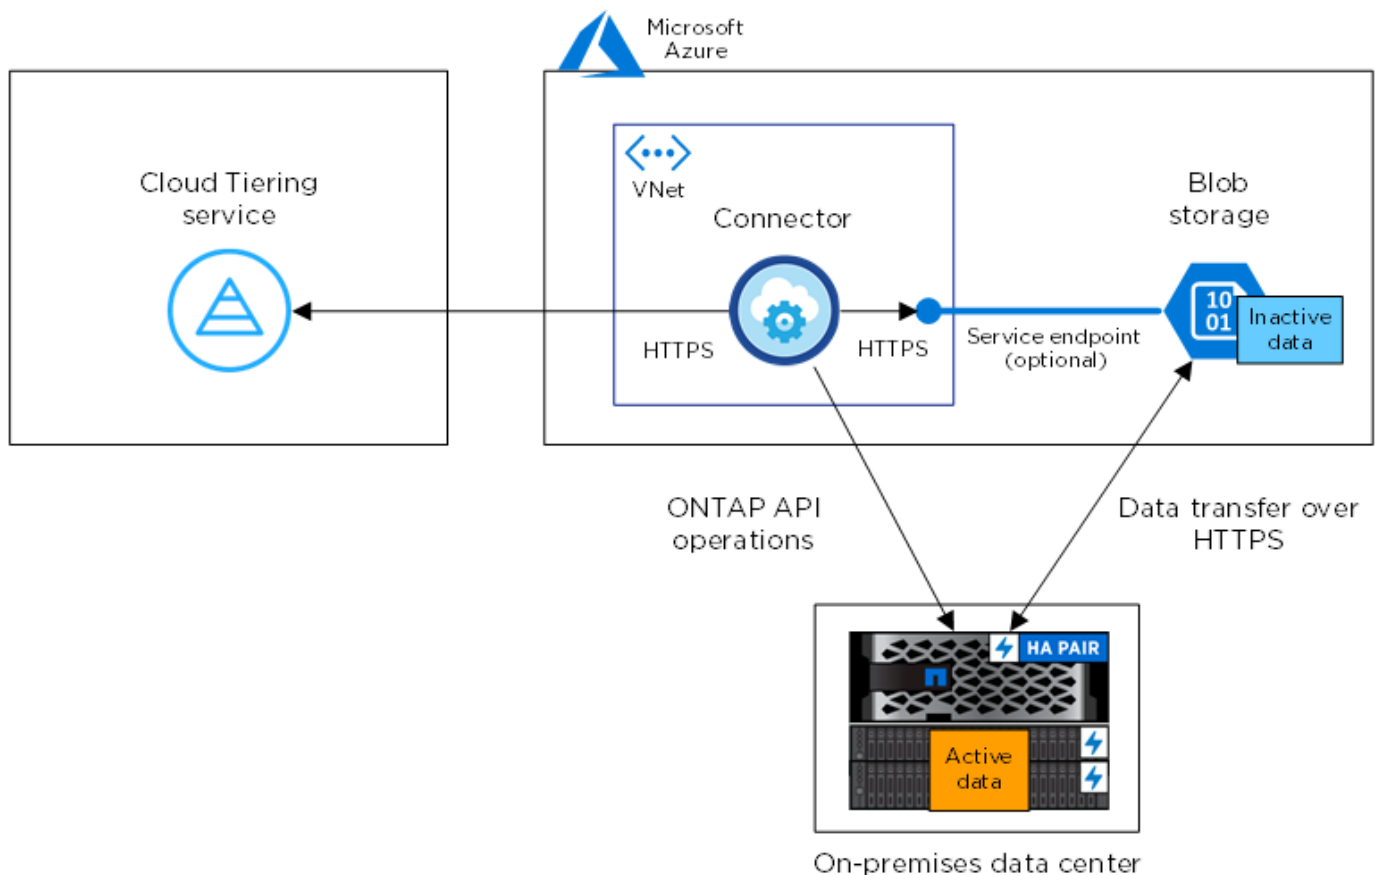 Microsoft
Azure
Cloud Tiering
service
VNet
Connector
Blob
storage
10
01
Inactive
data
HTTPS
HTTPS
Service endpoint
(optional)
ONTAP API
operations
Data transfer over
HTTPS
HA PAIR
Active
data
On-premises data center